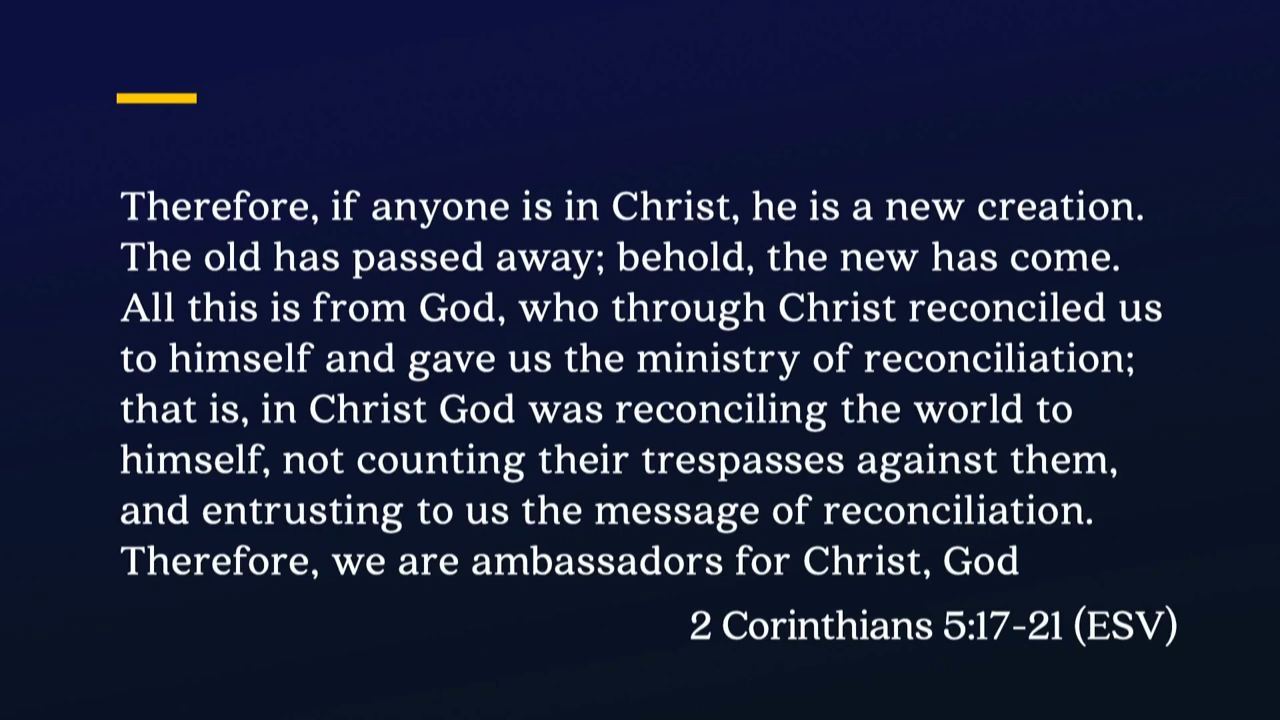 Therefore, if anyone is in Christ, he is a new creation.
The old has passed away; behold, the new has come.
All this is from God, who through Christ reconciled us
to himself and gave us the ministry of reconciliation;
that is, in Christ God was reconciling the world to
himself, not counting their trespasses against them,
and entrusting to us the message of reconciliation.
Therefore, we are ambassadors for Christ, God
2 Corinthians 5:17-21 (ESV)